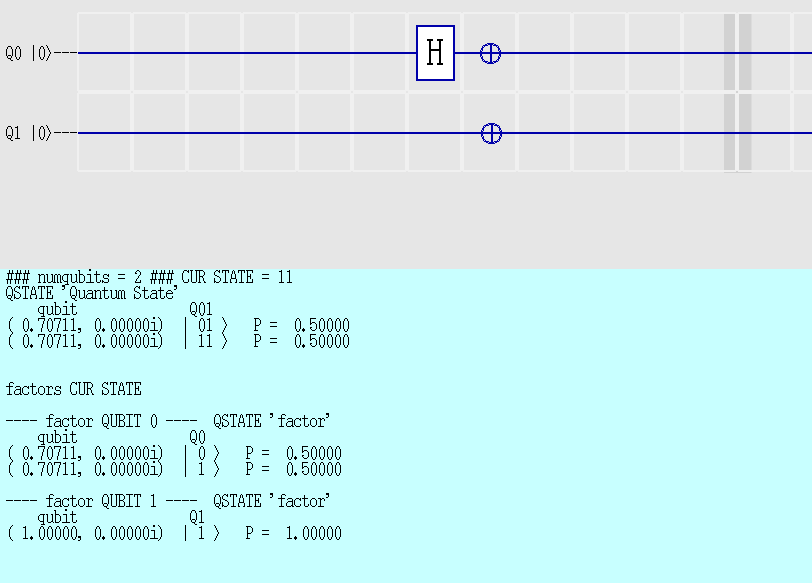 Q0 |0⟩---
H
Q1 |0⟩---
### numqubits = 2 ### CUR STATE = 11
QSTATE 'Quantum State'
qubit Q01
( 0.70711, 0.00000i) | 01 ⟩ P = 0.50000
( 0.70711, 0.00000i) | 11 ⟩ P = 0.50000
factors CUR STATE
---- factor QUBIT 0 ---- QSTATE 'factor'
qubit Q0
( 0.70711, 0.00000i) | 0 ⟩ P = 0.50000
( 0.70711, 0.00000i) | 1 ⟩ P = 0.50000
---- factor QUBIT 1 ---- QSTATE 'factor'
qubit Q1
( 1.00000, 0.00000i) | 1 ⟩ P = 1.00000